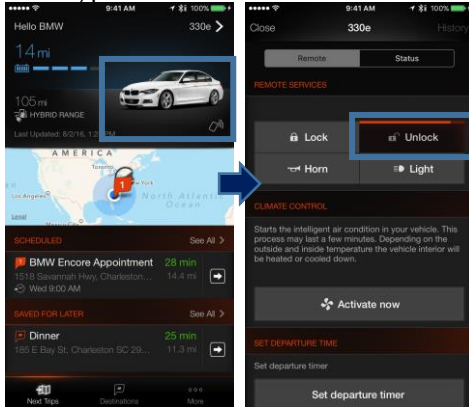 9:41 AM
100%
Hello BMW
330e
14 mi
105 mi
HYBRID RANGE
Last Updated: 6/2/16, 1:2 PM
AMERICA
Toronto
New York
Los Angeles
North Atlantic
Ocean
Legal
1
SCHEDULED
See All
BMW Encore Appointment
28 min
1518 Savannah Hwy, Charleston...
14.4 mi
Wed 9:00 AM
SAVED FOR LATER
See All
Dinner
25 min
185 E Bay St, Charleston SC 29...
11.3 mi
Next Trips
Destinations
More
9:41 AM
100%
Close
330e
History
Remote
Status
REMOTE SERVICES
Lock
Unlock
Horn
Light
CLIMATE CONTROL
Starts the intelligent air condition in your vehicle. This
process may last a few minutes. Depending on the
outside and inside temperature the vehicle interior will
be heated or cooled down.
Activate now
SET DEPARTURE TIME
Set departure timer
Set departure timer